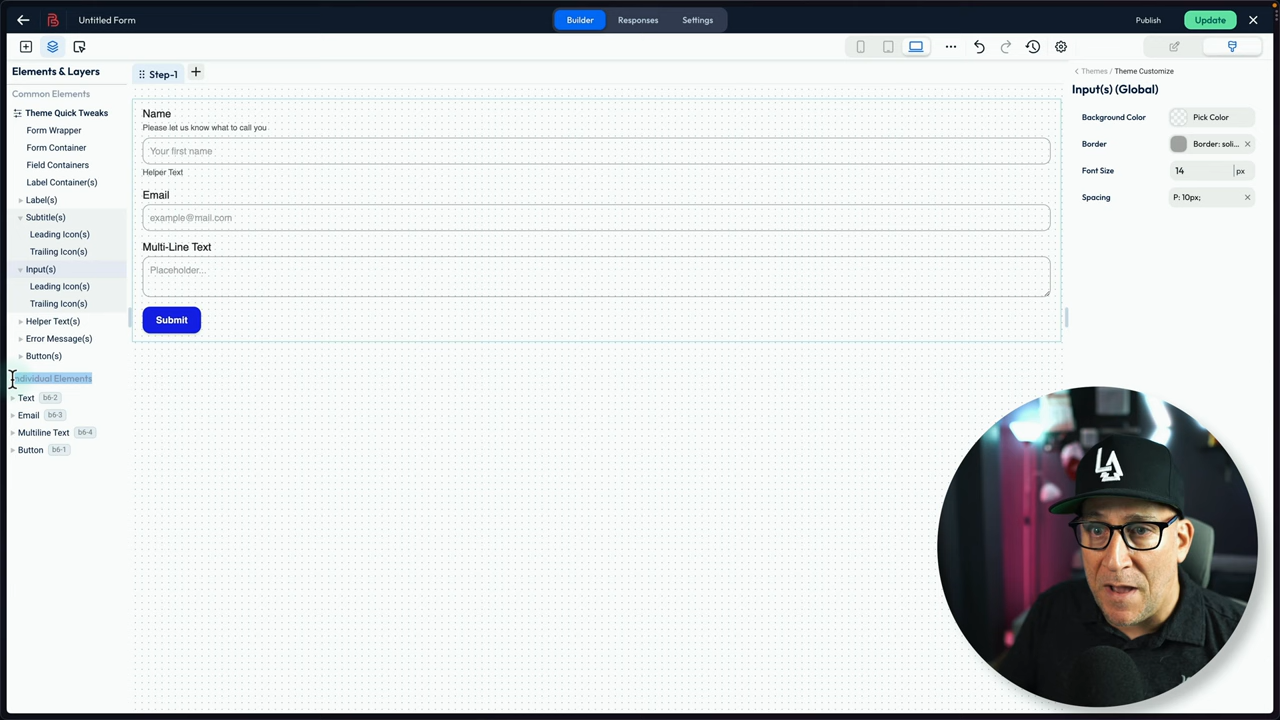 Untitled Form
Builder
Responses
Settings
Publish
Update
Elements & Layers
Step-1
Themes / Theme Customize
Common Elements
Input(s) (Global)
Theme Quick Tweaks
Form Wrapper
Form Container
Field Containers
Label Container(s)
Label(s)
Subtitle(s)
Leading Icon(s)
Trailing Icon(s)
Input(s)
Leading Icon(s)
Trailing Icon(s)
Helper Text(s)
Error Message(s)
Button(s)
Individual Elements
Text b6-2
Email b6-3
Multiline Text b6-4
Button b6-1
Name
Please let us know what to call you
Your first name
Helper Text
Email
example@mail.com
Multi-Line Text
Placeholder...
Submit
Background Color Pick Color
Border Border: soli...
Font Size 14 px
Spacing P: 10px;
LA